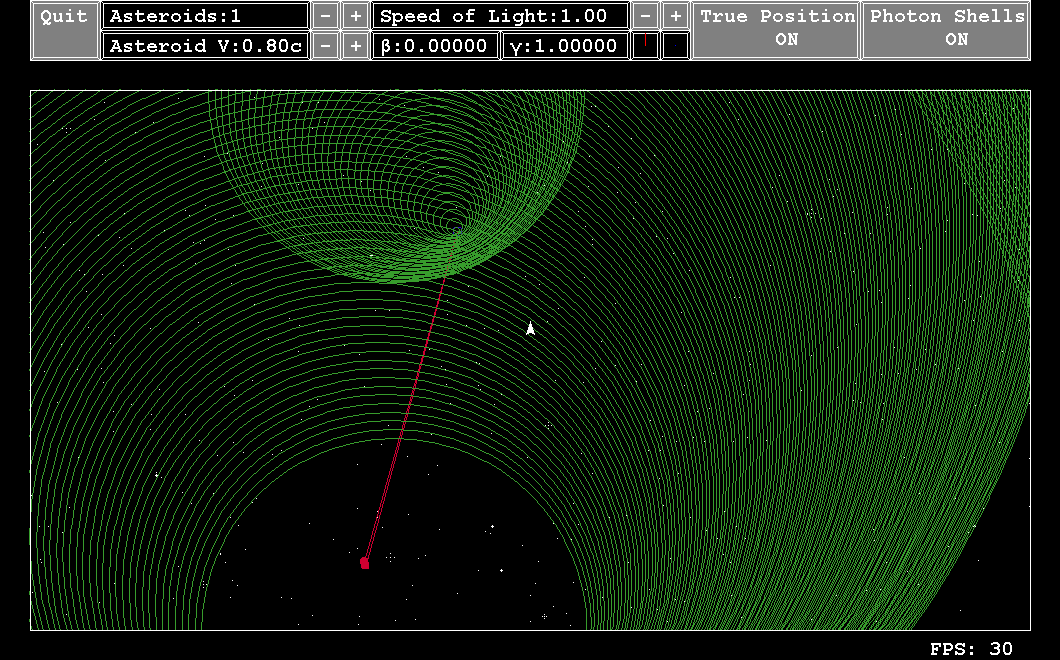 Quit Asteroids:1 - + Speed of Light:1.00 - + True Position Photon Shells
Asteroid V:0.80c - + β:0.00000 γ:1.00000 ON ON
FPS: 30